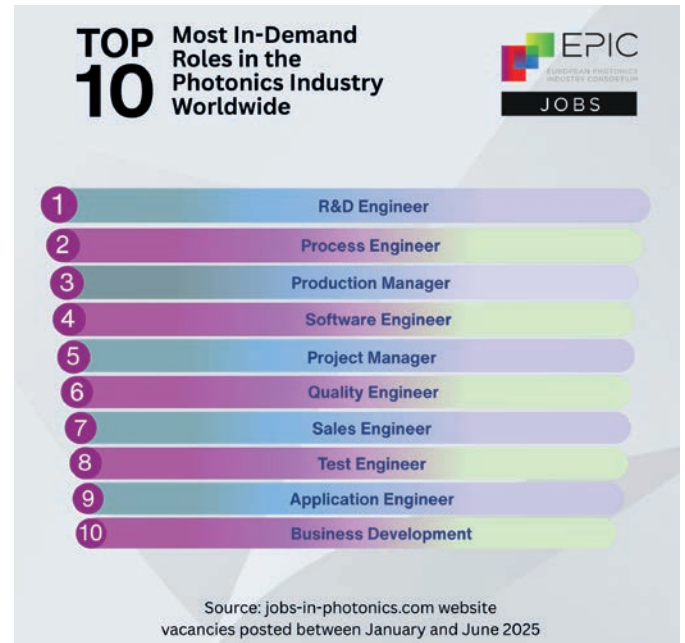 TOP
10
Most In-Demand
Roles in the
Photonics Industry
Worldwide
EPIC
EUROPEAN PHOTONICS
INDUSTRY CONSORTIUM
JOBS
1 R&D Engineer
2 Process Engineer
3 Production Manager
4 Software Engineer
5 Project Manager
6 Quality Engineer
7 Sales Engineer
8 Test Engineer
9 Application Engineer
10 Business Development
Source: jobs-in-photonics.com website
vacancies posted between January and June 2025